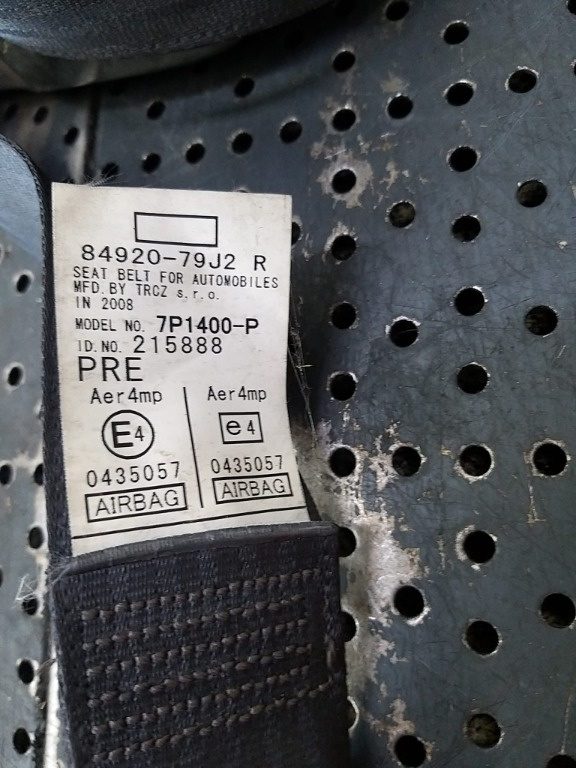 84920-79J2 R
SEAT BELT FOR AUTOMOBILES
MFD. BY TRCZ s.r.o.
IN 2008
MODEL NO. 7P1400-P
ID.NO. 215888
PRE
Aer4mp
E4
0435057
AIRBAG
Aer4mp
e4
0435057
AIRBAG